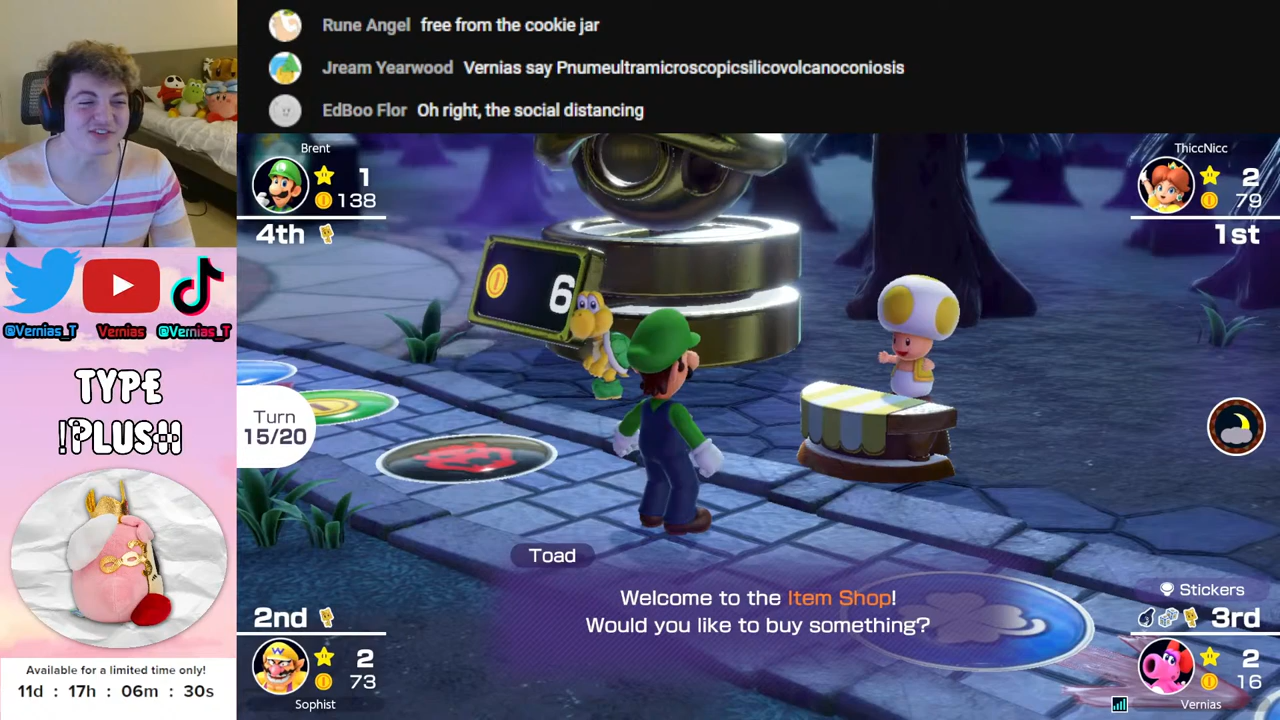 Rune Angel free from the cookie jar
Jream Yearwood Vernias say Pnumeultramicroscopicsilicovolcanoconiosis
EdBoo Flor Oh right, the social distancing
Brent
1
138
4th
ThiccNicc
2
79
1st
6
@Vernias_T Vernias @Vernias_T
TYPE
!PLUSH
Turn
15/20
Toad
Welcome to the Item Shop!
Would you like to buy something?
2nd
2
73
Sophist
Stickers
3rd
2
16
Vernias
Available for a limited time only!
11d : 17h : 06m : 30s